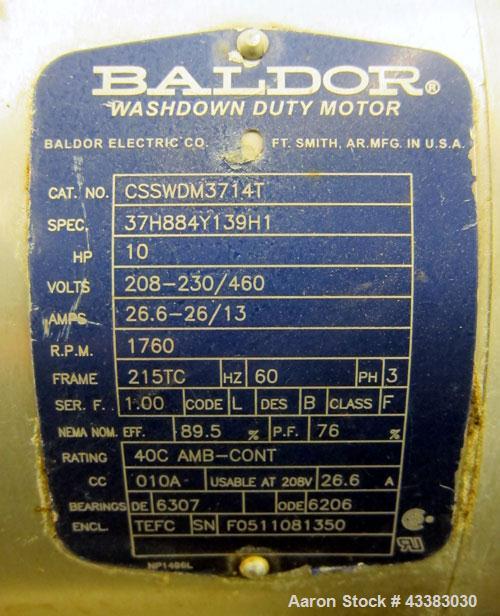 BALDOR®
WASHDOWN DUTY MOTOR
BALDOR ELECTRIC CO. FT. SMITH, AR. MFG. IN U.S.A.
CAT. NO. CSSWDM3714T
SPEC. 37H884Y139H1
HP 10
VOLTS 208-230/460
AMPS 26.6-26/13
R.P.M. 1760
FRAME 215TC HZ 60 PH 3
SER. F. 1.00 CODE L DES B CLASS F
NEMA NOM. EFF. 89.5 % P.F. 76 %
RATING 40C AMB-CONT
CC 010A USABLE AT 208V 26.6 A
BEARINGS DE 6307 ODE 6206
ENCL. TEFC SN F0511081350
NP1486L
Aaron Stock # 43383030